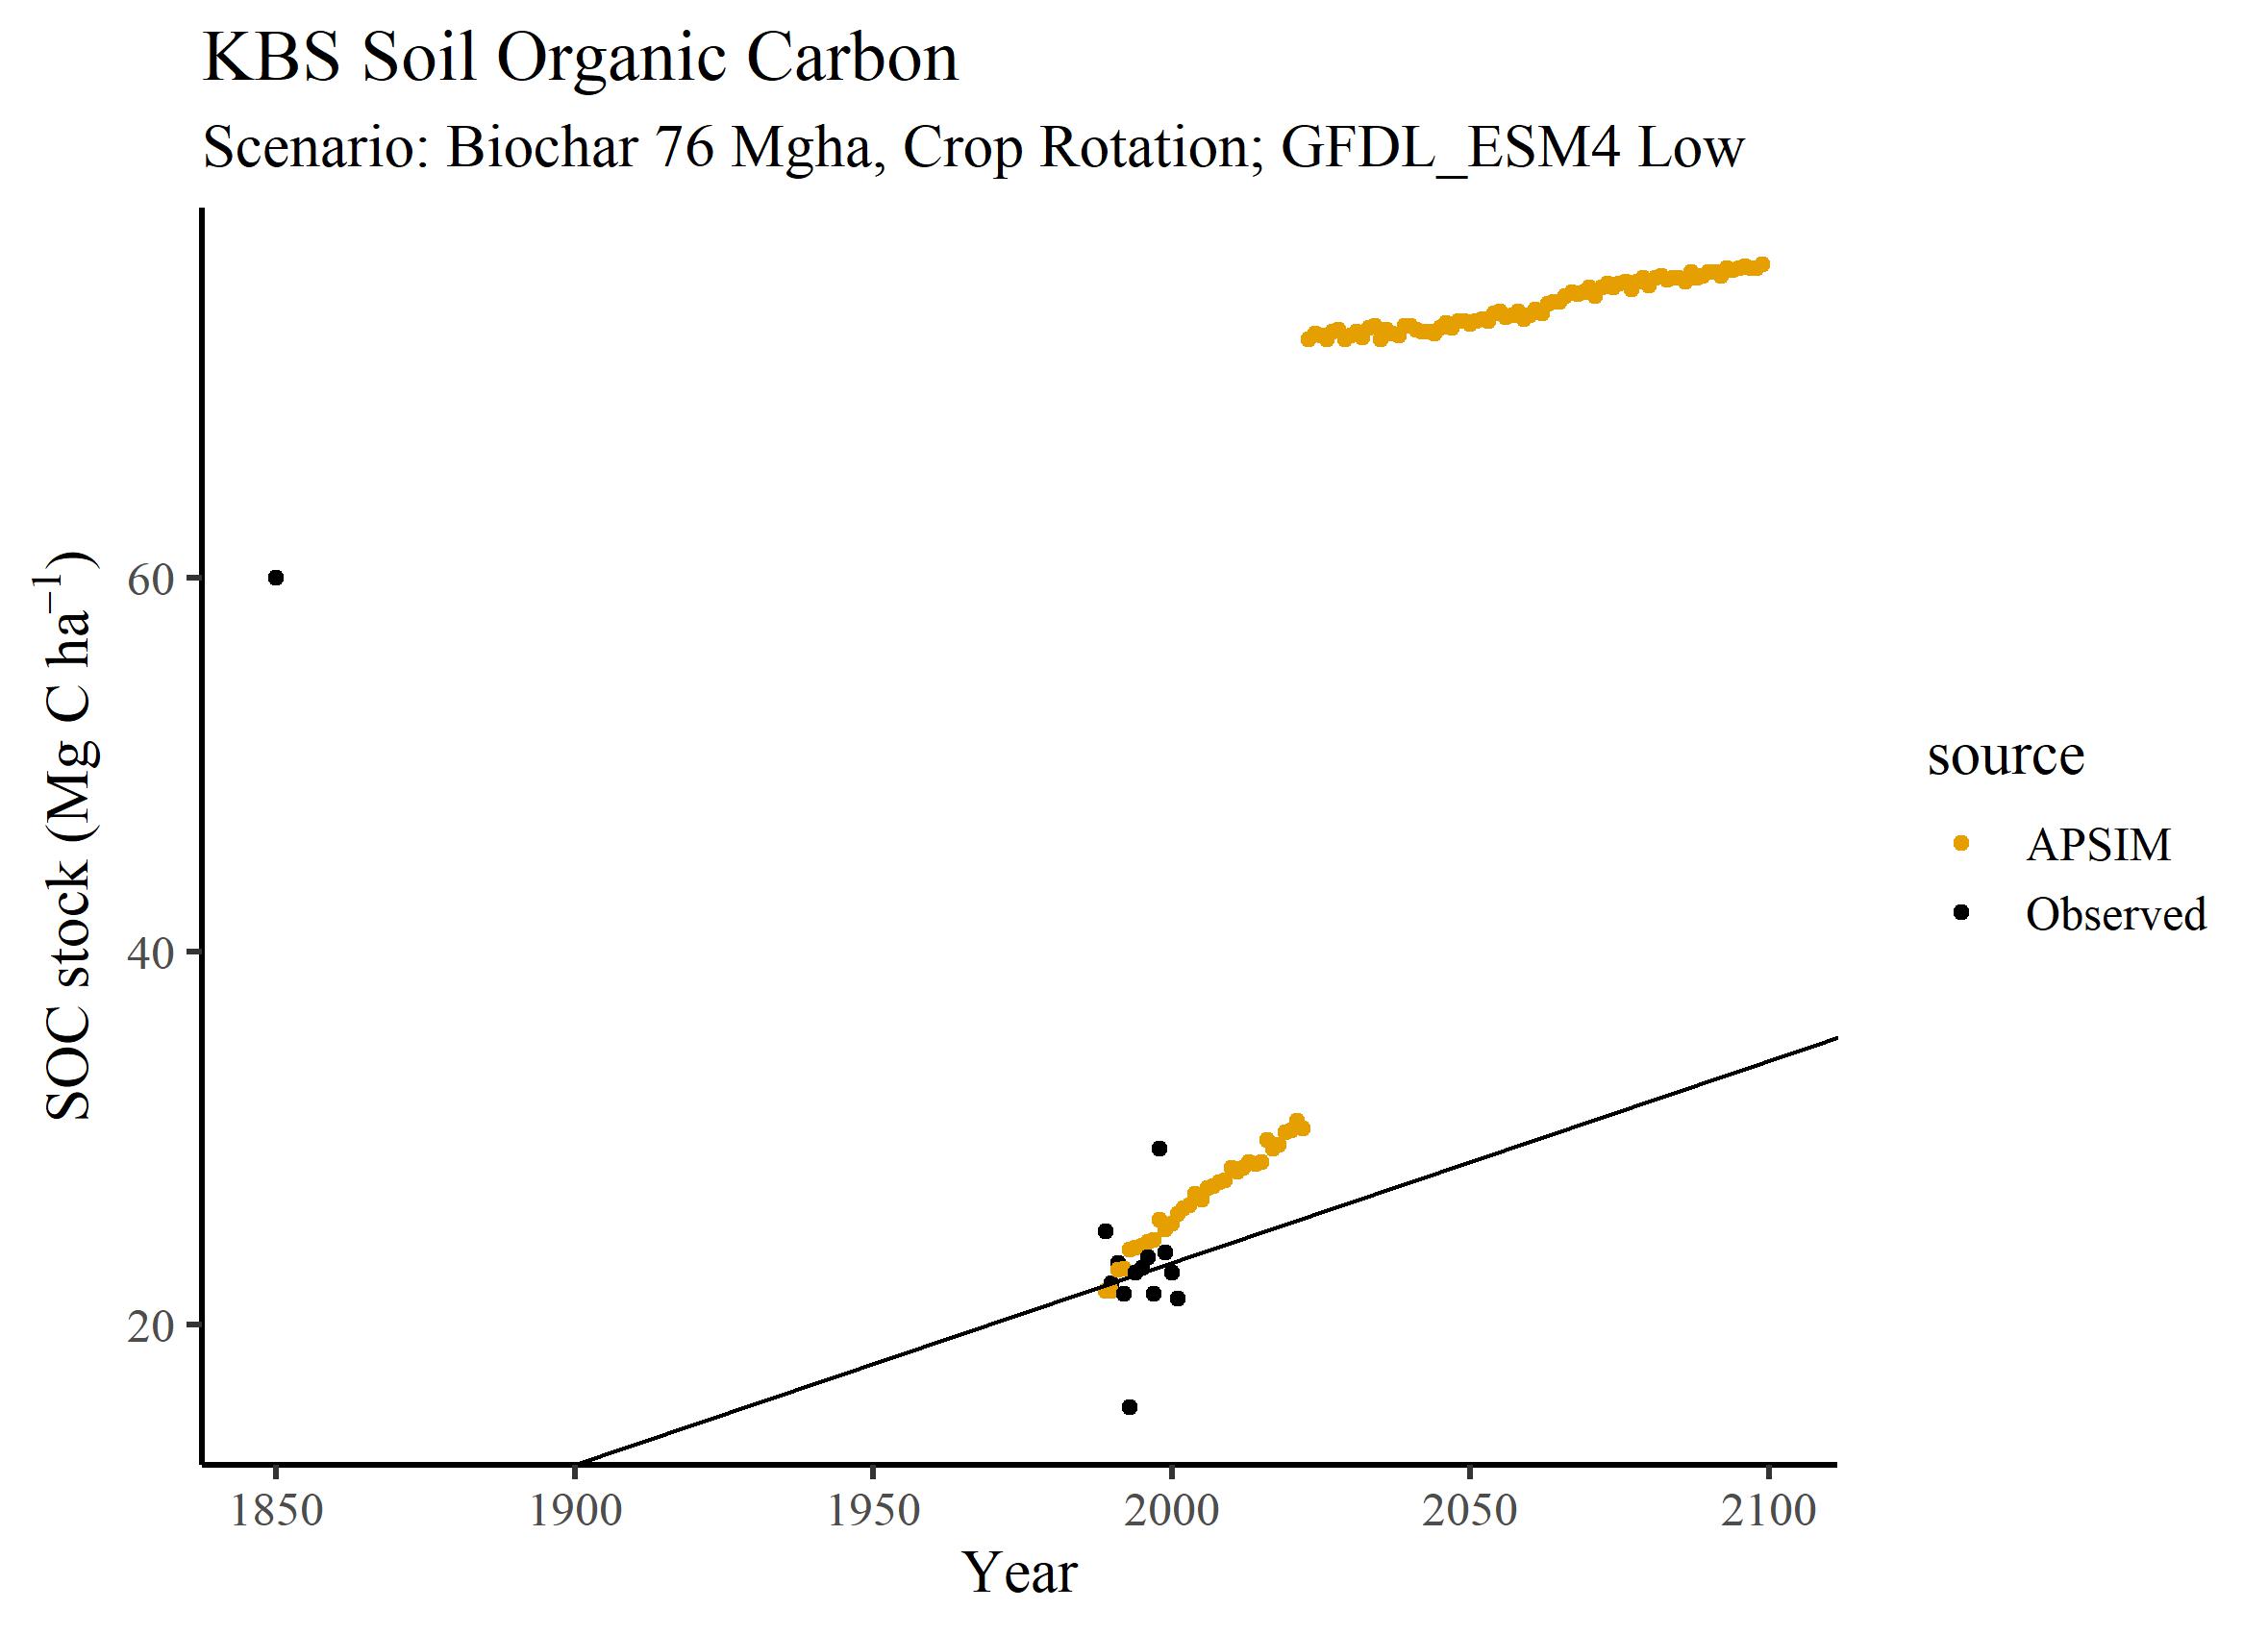 KBS Soil Organic Carbon
Scenario: Biochar 76 Mgha, Crop Rotation; GFDL_ESM4 Low
SOC stock (Mg C ha⁻¹)
60
40
20
1850 1900 1950 2000 2050 2100
Year
source
APSIM
Observed